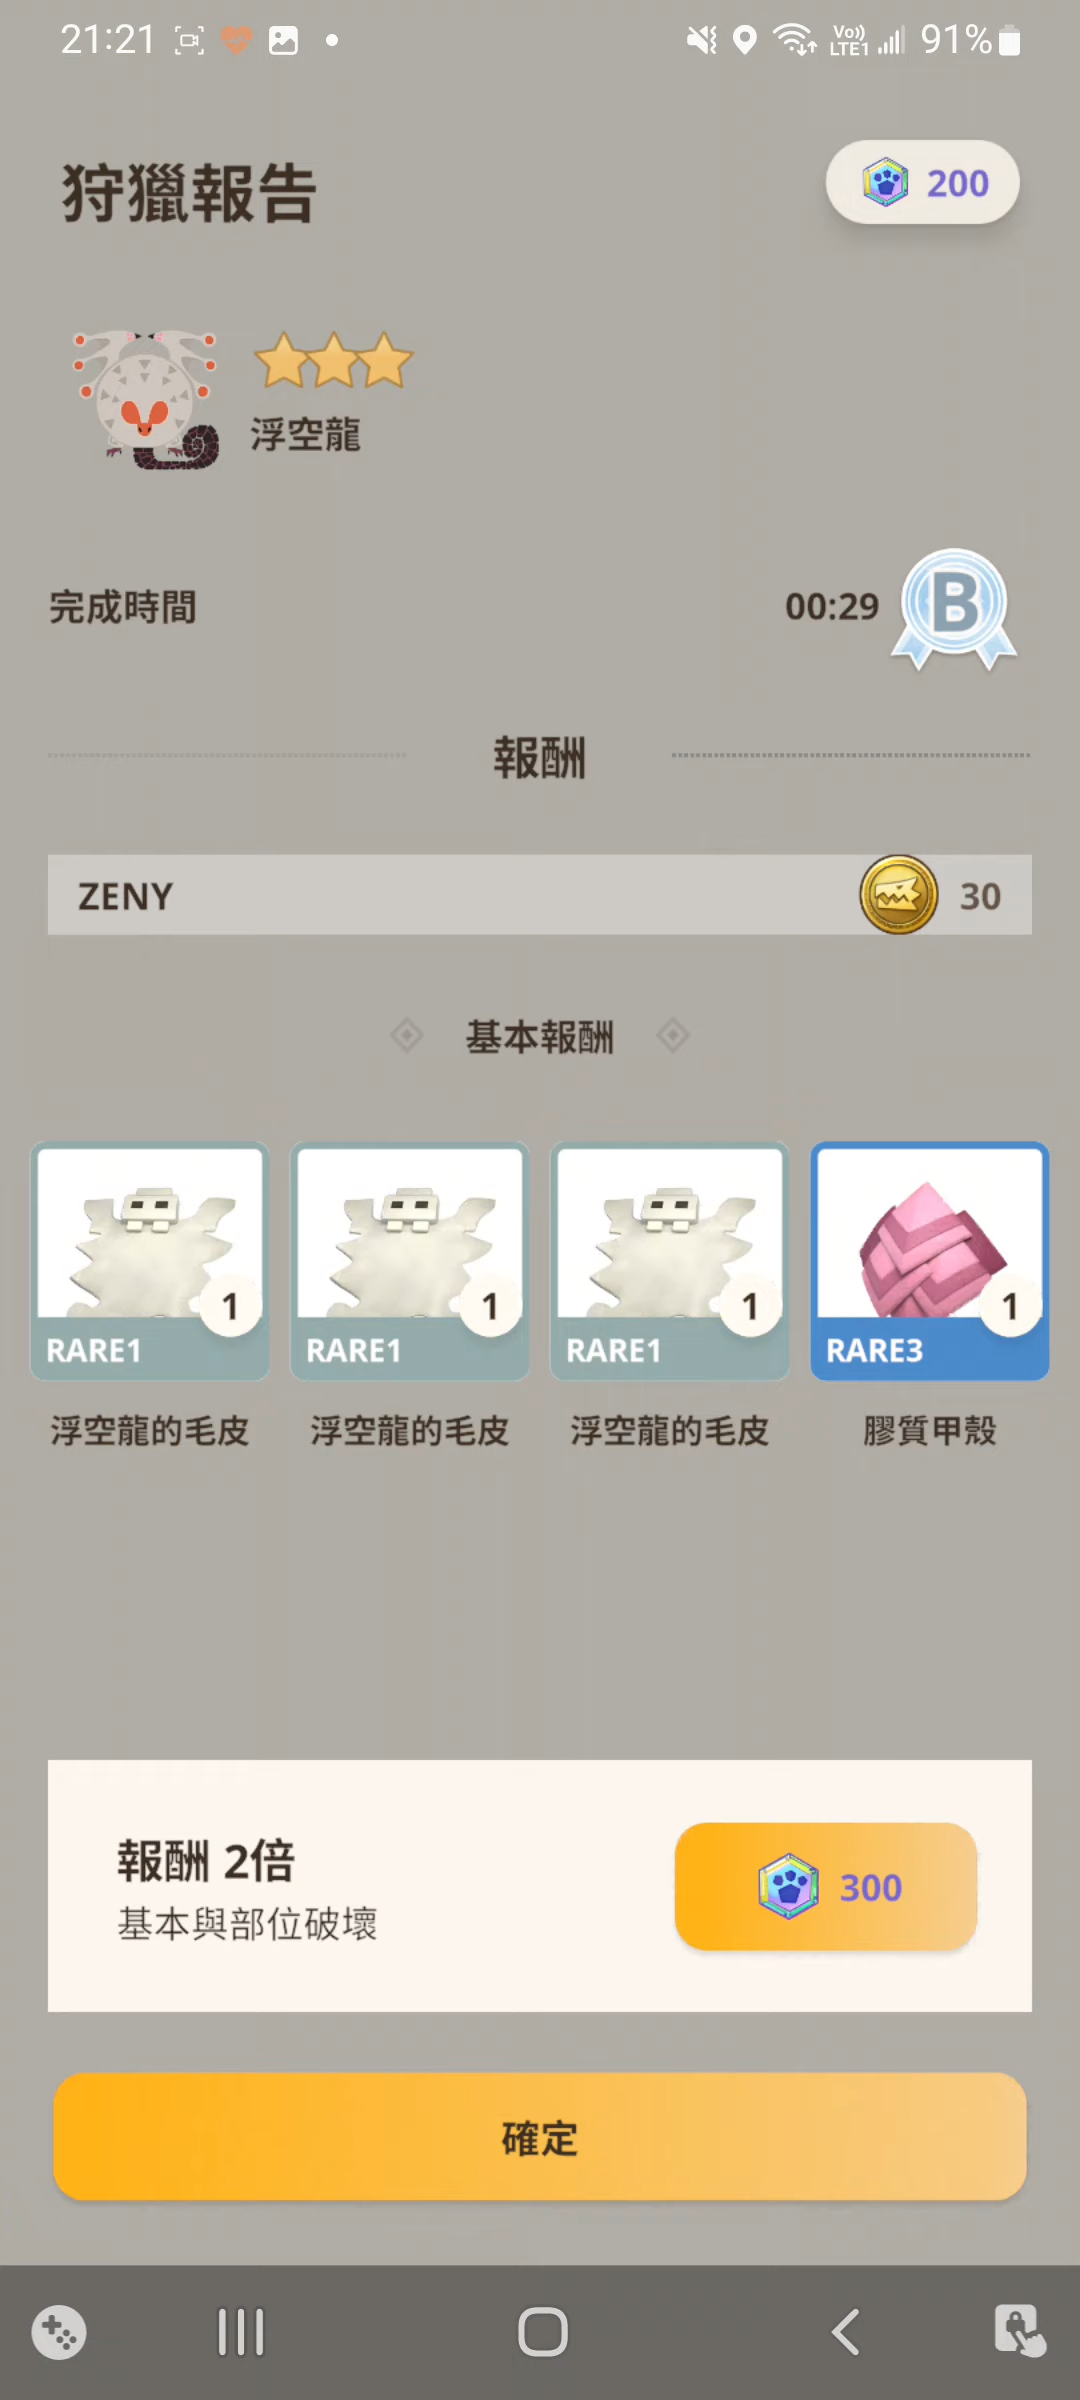 21:21
Vo)) LTE1 91%
狩獵報告
200
浮空龍
完成時間
00:29 B
報酬
ZENY
30
基本報酬
1
1
1
1
RARE1
RARE1
RARE1
RARE3
浮空龍的毛皮
浮空龍的毛皮
浮空龍的毛皮
膠質甲殼
報酬 2倍
基本與部位破壞
300
確定